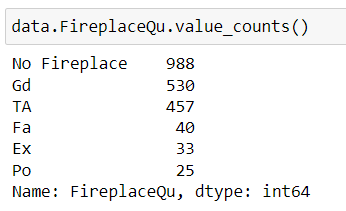 data.FireplaceQu.value_counts()
No Fireplace    988
Gd              530
TA              457
Fa               40
Ex               33
Po               25
Name: FireplaceQu, dtype: int64